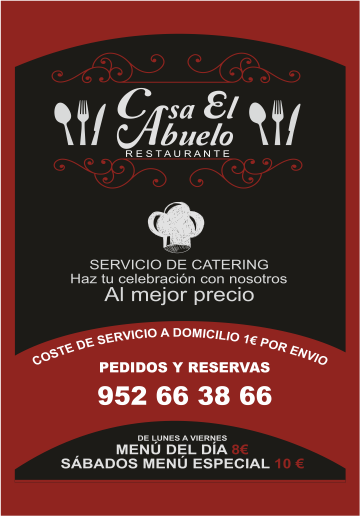 Casa El
Abuelo
RESTAURANTE
SERVICIO DE CATERING
Haz tu celebración con nosotros
Al mejor precio
COSTE DE SERVICIO A DOMICILIO 1€ POR ENVIO
PEDIDOS Y RESERVAS
952 66 38 66
DE LUNES A VIERNES
MENÚ DEL DÍA 8€
SÁBADOS MENÚ ESPECIAL 10 €